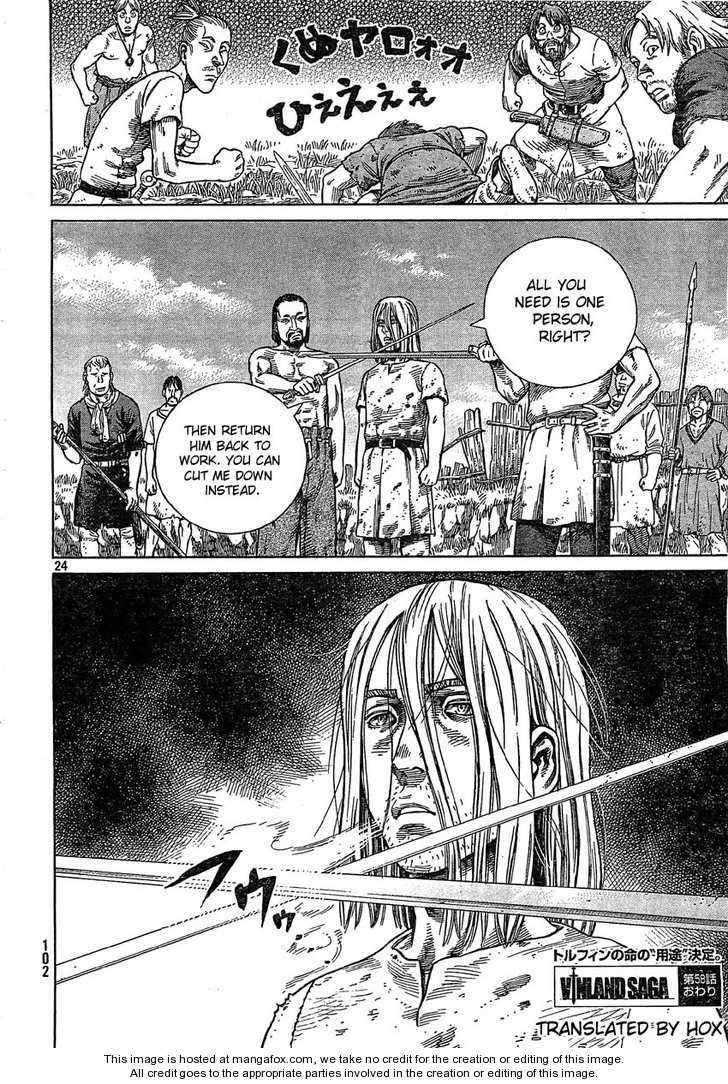 くぬヤロォオ
ひぇえぇぇ
ALL YOU
NEED IS ONE
PERSON,
RIGHT?
THEN RETURN
HIM BACK TO
WORK. YOU CAN
CUT ME DOWN
INSTEAD.
24
フウゥ
102
トルフィンの命の"用途"決定。
VINLAND SAGA
第58話
おわり
TRANSLATED BY HOX
This image is hosted at mangafox.com, we take no credit for the creation or editing of this image.
All credit goes to the appropriate parties involved in the creation or editing of this image.